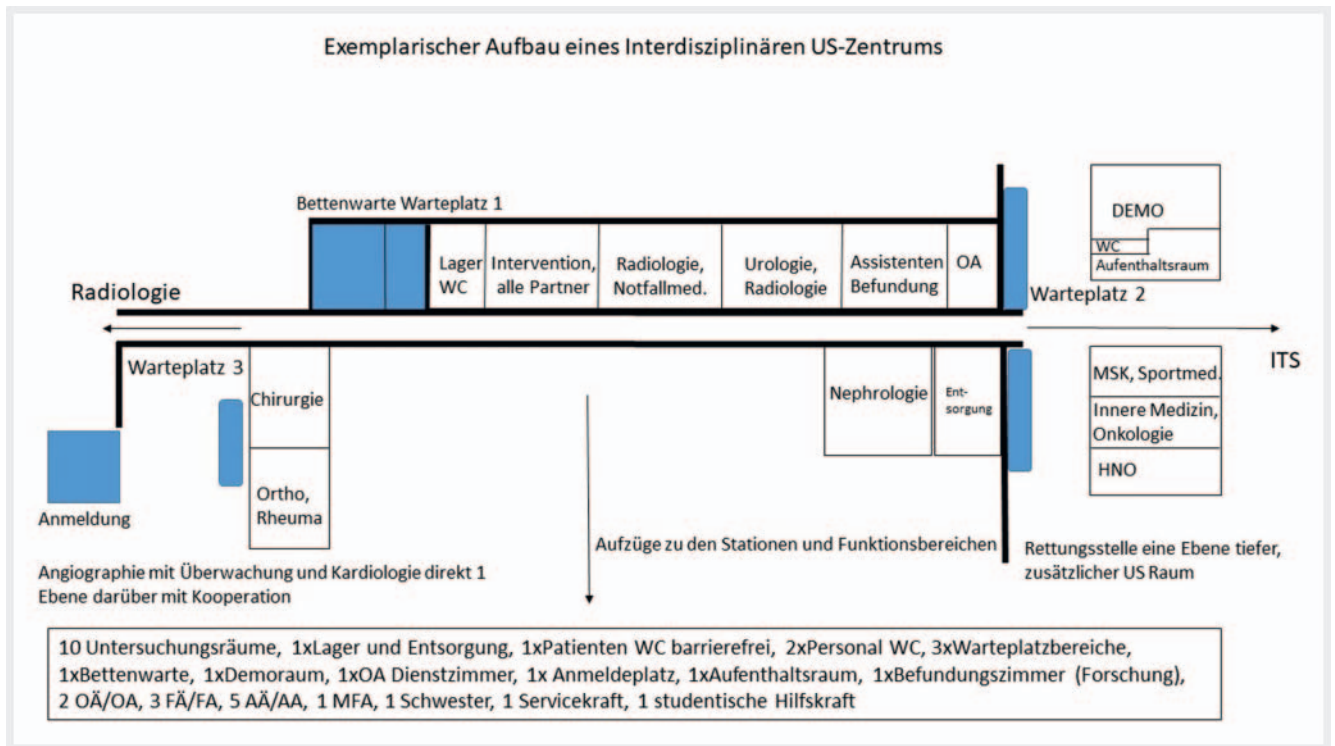 Exemplarischer Aufbau eines Interdisziplinären US-Zentrums
Bettenwarte Warteplatz 1
Lager
WC
Intervention,
alle Partner
Radiologie,
Notfallmed.
Urologie,
Radiologie
Assistenten
Befundung
OA
DEMO
WC
Aufenthaltsraum
Radiologie
Warteplatz 2
ITS
Warteplatz 3
Chirurgie
Ortho,
Rheuma
Nephrologie
Ent-
sorgung
MSK, Sportmed.
Innere Medizin,
Onkologie
HNO
Anmeldung
Aufzüge zu den Stationen und Funktionsbereichen
Rettungsstelle eine Ebene tiefer,
zusätzlicher US Raum
Angiographie mit Überwachung und Kardiologie direkt 1
Ebene darüber mit Kooperation
10 Untersuchungsräume, 1xLager und Entsorgung, 1xPatienten WC barrierefrei, 2xPersonal WC, 3xWarteplatzbereiche,
1xBettenwarte, 1xDemoraum, 1xOA Dienstzimmer, 1x Anmeldeplatz, 1xAufenthaltsraum, 1xBefundungszimmer (Forschung),
2 OÄ/OA, 3 FÄ/FA, 5 AÄ/AA, 1 MFA, 1 Schwester, 1 Servicekraft, 1 studentische Hilfskraft